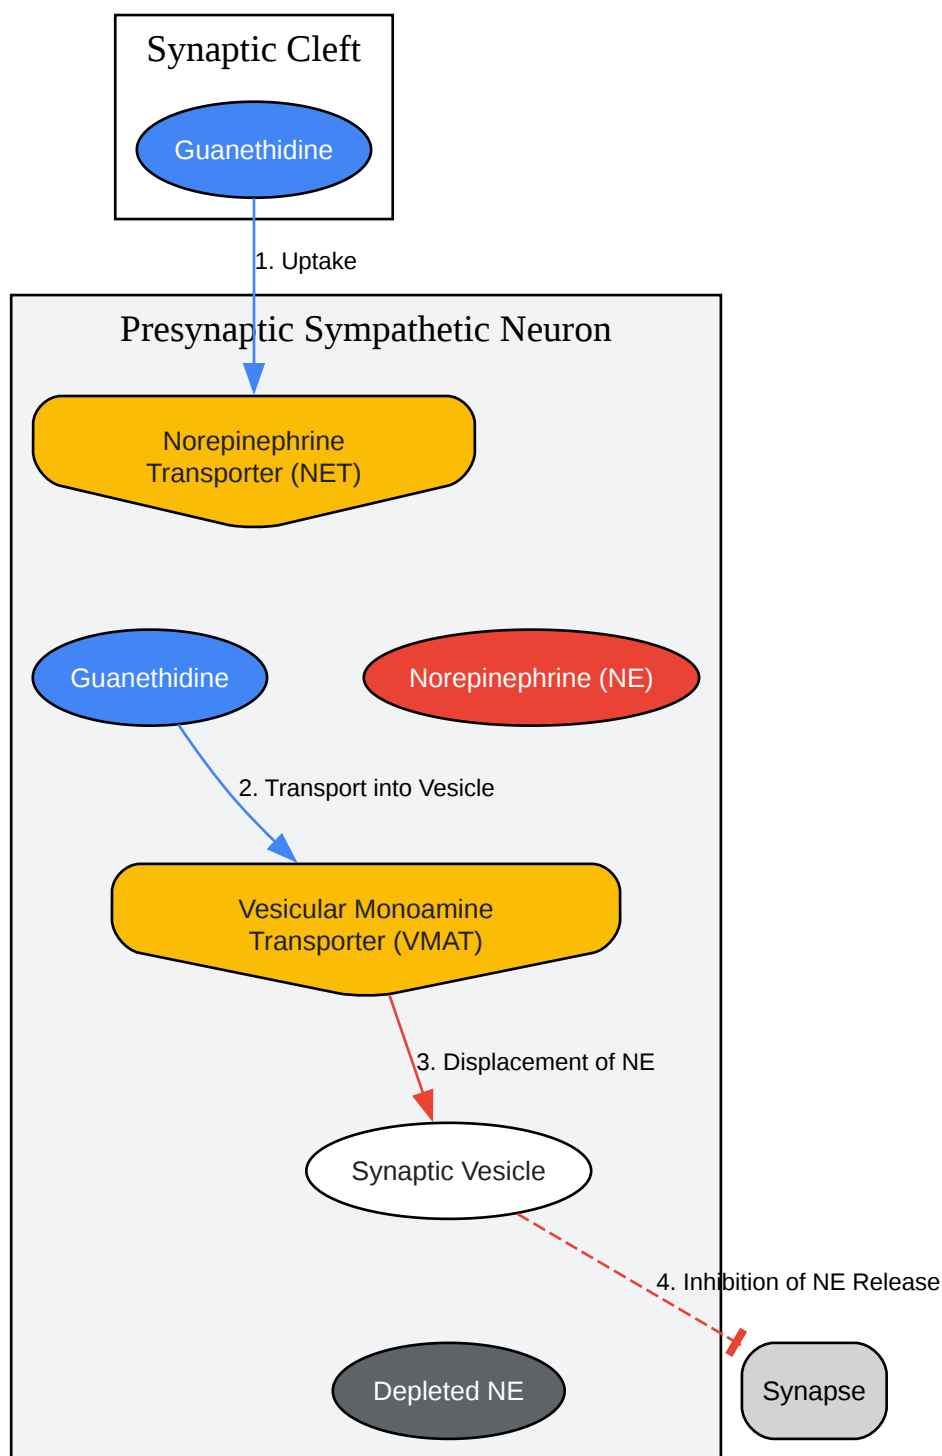 Synaptic Cleft
Guanethidine
1. Uptake
Presynaptic Sympathetic Neuron
Norepinephrine
Transporter (NET)
Guanethidine
Norepinephrine (NE)
2. Transport into Vesicle
Vesicular Monoamine
Transporter (VMAT)
3. Displacement of NE
Synaptic Vesicle
4. Inhibition of NE Release
Depleted NE
Synapse